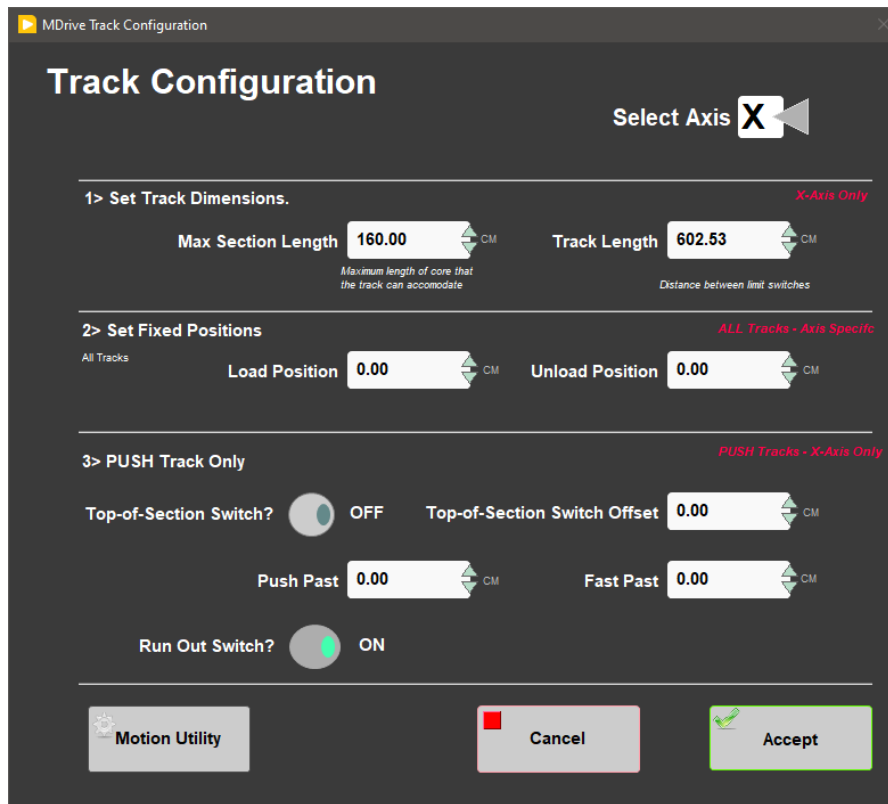 MDrive Track Configuration
Track Configuration
Select Axis X
1> Set Track Dimensions.
X-Axis Only
Max Section Length 160.00 CM
Track Length 602.53 CM
Maximum length of core that
the track can accomodate
Distance between limit switches
2> Set Fixed Positions
ALL Tracks - Axis Specifc
All Tracks
Load Position 0.00 CM
Unload Position 0.00 CM
3> PUSH Track Only
PUSH Tracks - X-Axis Only
Top-of-Section Switch? OFF
Top-of-Section Switch Offset 0.00 CM
Push Past 0.00 CM
Fast Past 0.00 CM
Run Out Switch? ON
Motion Utility
Cancel
Accept